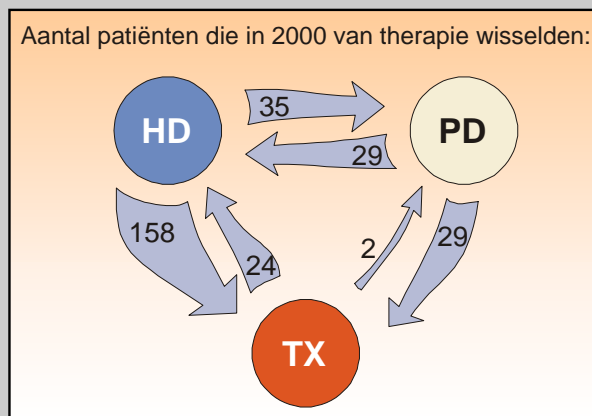 Aantal patiënten die in 2000 van therapie wisselden:
35
HD
PD
29
158
24
2
29
TX